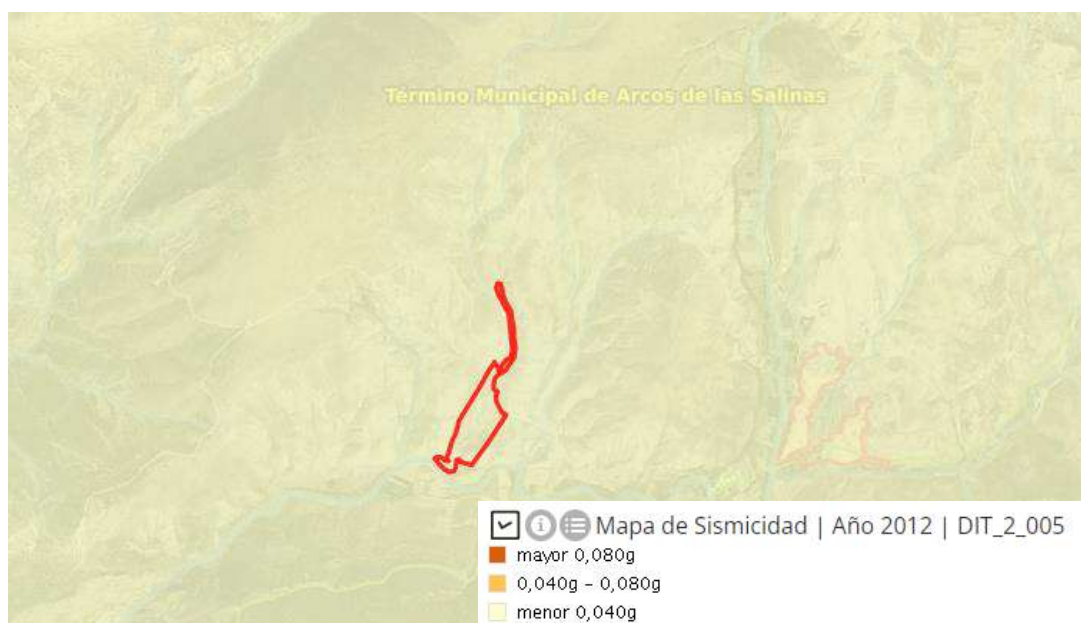 Término Municipal de Arcos de las Salinas
Mapa de Sismicidad | Año 2012 | DIT_2_005
mayor 0,080g
0,040g - 0,080g
menor 0,040g